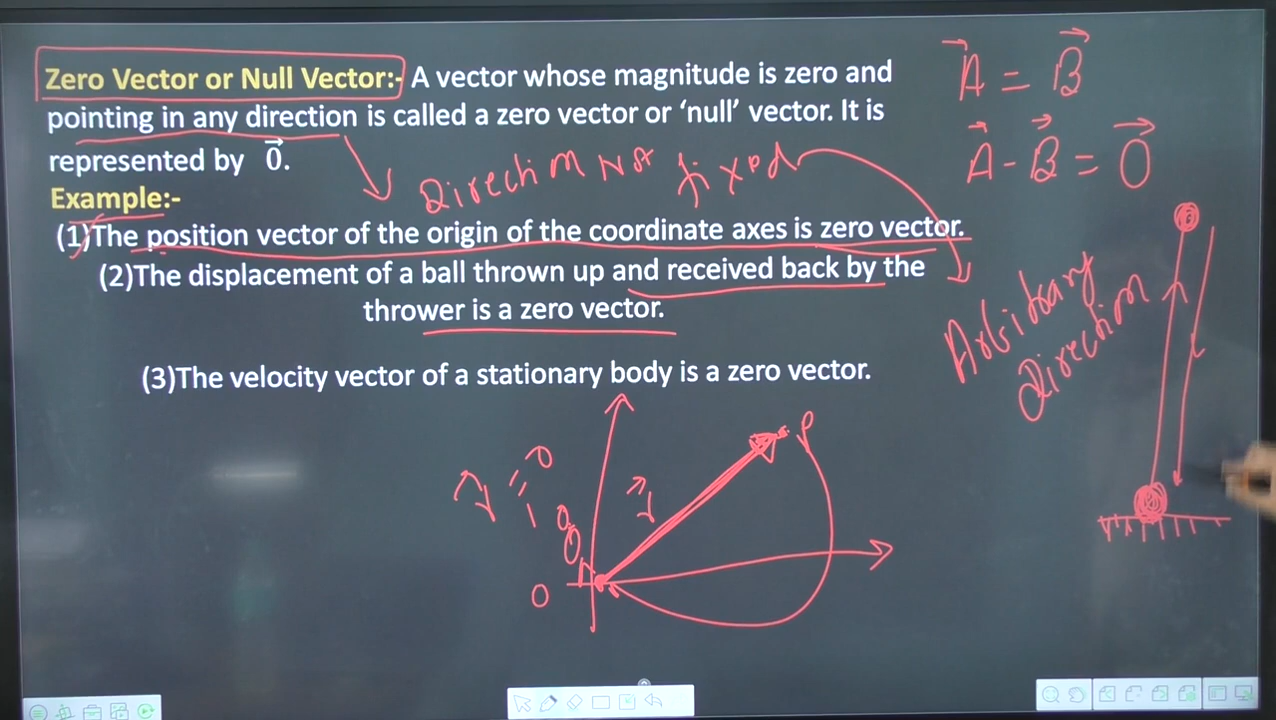 Zero Vector or Null Vector:- A vector whose magnitude is zero and
pointing in any direction is called a zero vector or 'null' vector. It is
represented by 0⃗.
Direction Not fixed
Example:-
(1)The position vector of the origin of the coordinate axes is zero vector.
(2)The displacement of a ball thrown up and received back by the
thrower is a zero vector.
(3)The velocity vector of a stationary body is a zero vector.
A⃗ = B⃗
A⃗ - B⃗ = 0⃗
Arbitrary
Direction
P
r⃗
O